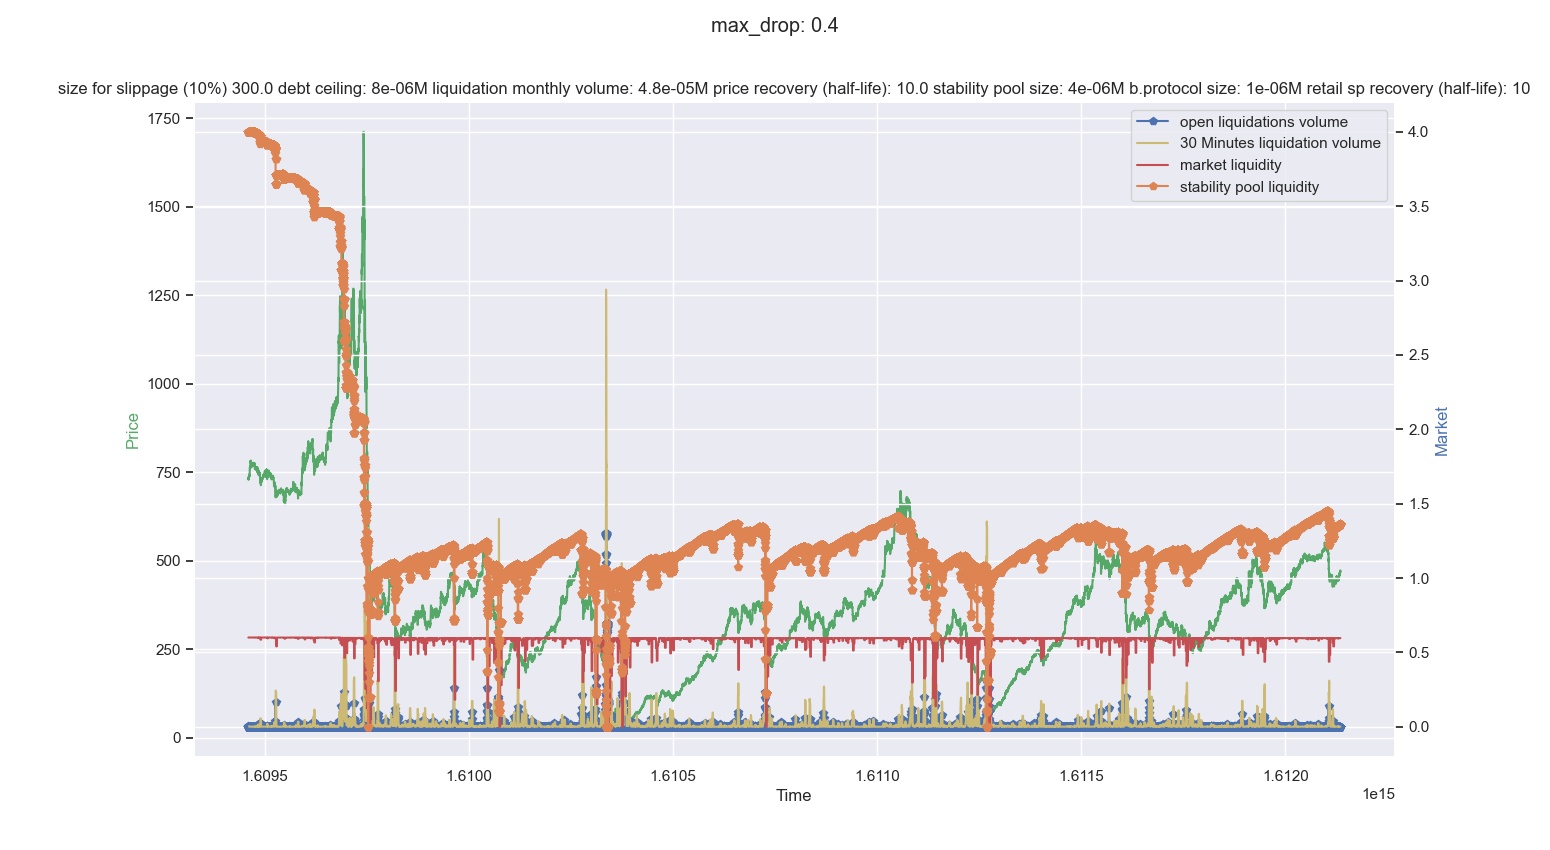 max_drop: 0.4
size for slippage (10%) 300.0 debt ceiling: 8e-06M liquidation monthly volume: 4.8e-05M price recovery (half-life): 10.0 stability pool size: 4e-06M b.protocol size: 1e-06M retail sp recovery (half-life): 10
open liquidations volume
30 Minutes liquidation volume
market liquidity
stability pool liquidity
1750
1500
1250
1000
750
500
250
0
Price
4.0
3.5
3.0
2.5
2.0
1.5
1.0
0.5
0.0
Market
1.6095
1.6100
1.6105
1.6110
1.6115
1.6120
Time
1e15